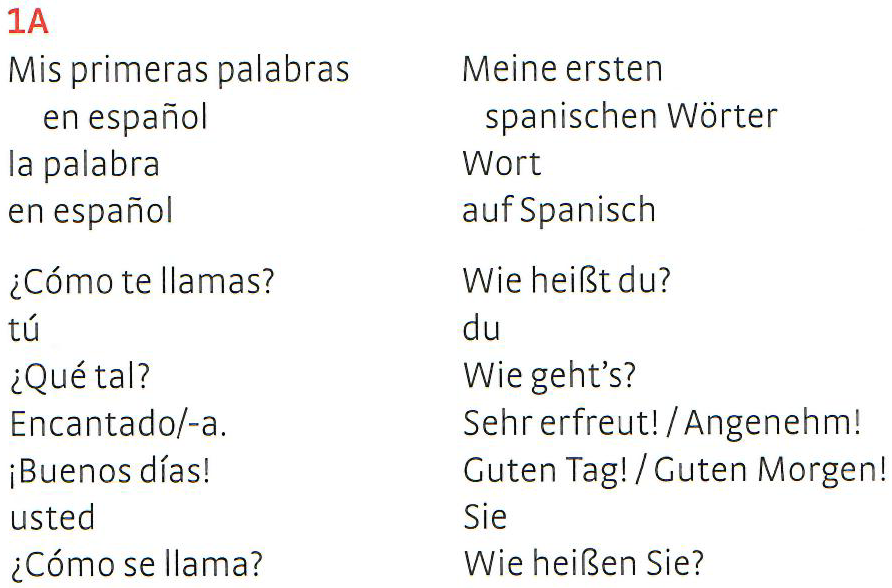 1A
Mis primeras palabras Meine ersten
en español spanischen Wörter
la palabra Wort
en español auf Spanisch
¿Cómo te llamas? Wie heißt du?
tú du
¿Qué tal? Wie geht's?
Encantado/-a. Sehr erfreut! / Angenehm!
¡Buenos días! Guten Tag! / Guten Morgen!
usted Sie
¿Cómo se llama? Wie heißen Sie?